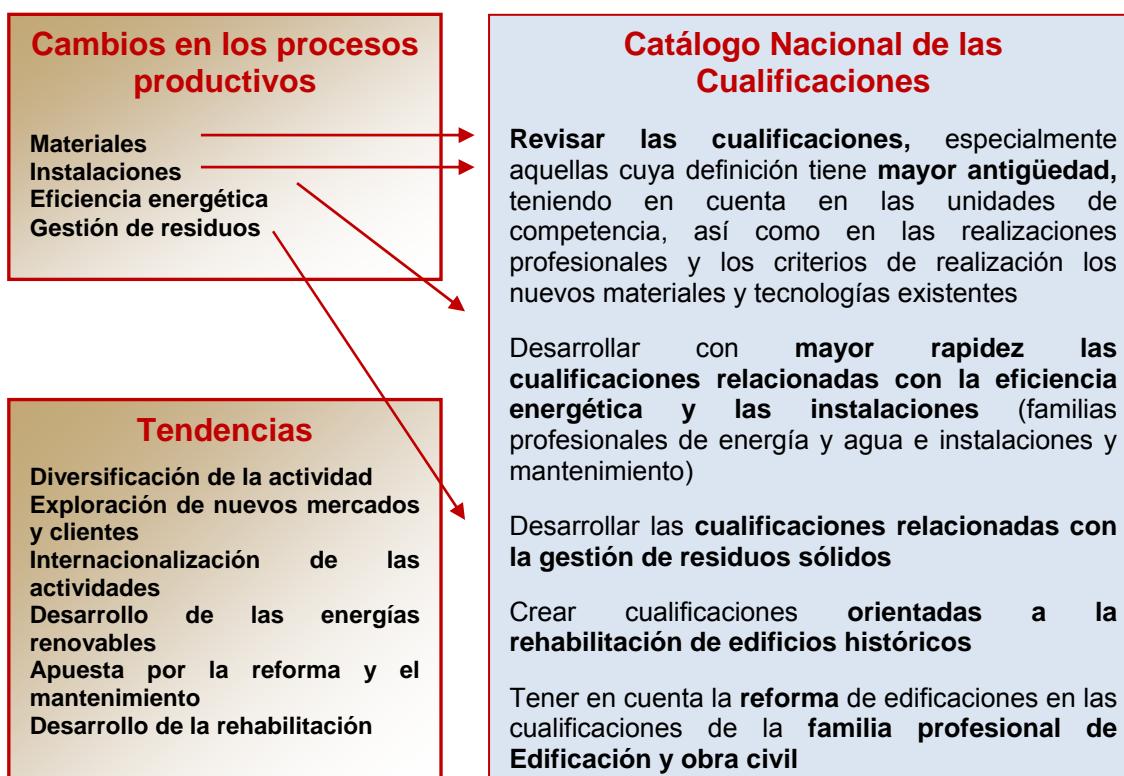 Cambios en los procesos
productivos
Materiales
Instalaciones
Eficiencia energética
Gestión de residuos
Tendencias
Diversificación de la actividad
Exploración de nuevos mercados
y clientes
Internacionalización de las
actividades
Desarrollo de las energías
renovables
Apuesta por la reforma y el
mantenimiento
Desarrollo de la rehabilitación
Catálogo Nacional de las
Cualificaciones
Revisar las cualificaciones, especialmente
aquellas cuya definición tiene mayor antigüedad,
teniendo en cuenta en las unidades de
competencia, así como en las realizaciones
profesionales y los criterios de realización los
nuevos materiales y tecnologías existentes
Desarrollar con mayor rapidez las
cualificaciones relacionadas con la eficiencia
energética y las instalaciones (familias
profesionales de energía y agua e instalaciones y
mantenimiento)
Desarrollar las cualificaciones relacionadas con
la gestión de residuos sólidos
Crear cualificaciones orientadas a la
rehabilitación de edificios históricos
Tener en cuenta la reforma de edificaciones en las
cualificaciones de la familia profesional de
Edificación y obra civil